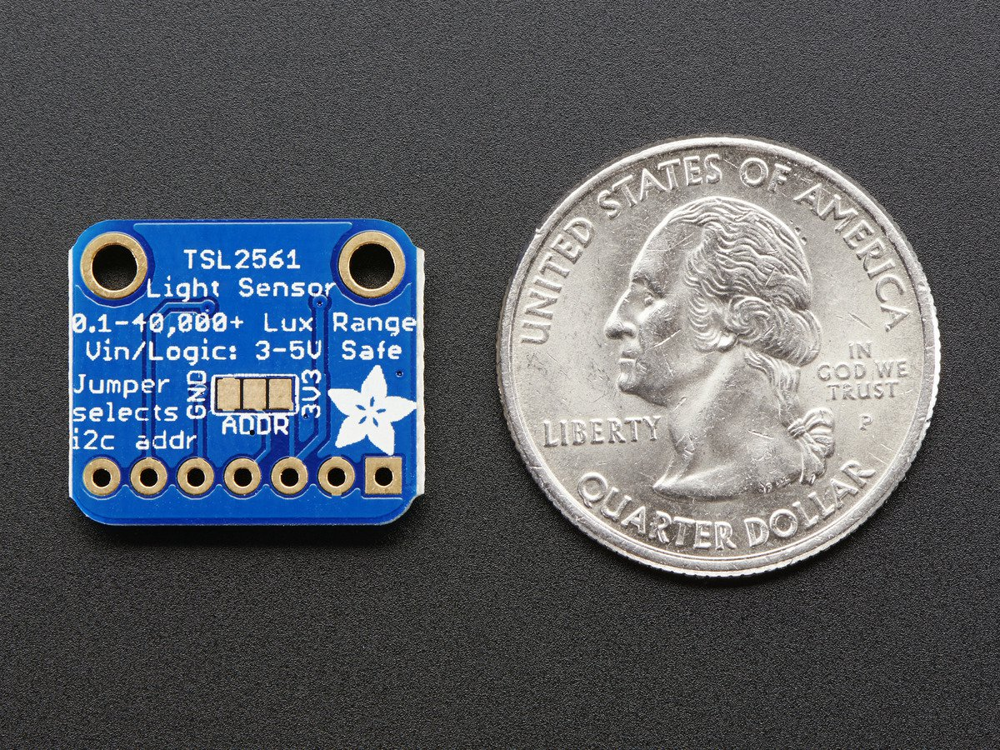 TSL2561
Light Sensor
0.1-40,000+ Lux Range
Vin/Logic: 3-5V Safe
Jumper
selects
i2c addr
GND
3V3
ADDR
UNITED STATES OF AMERICA
IN
GOD WE
TRUST
P
LIBERTY
QUARTER DOLLAR